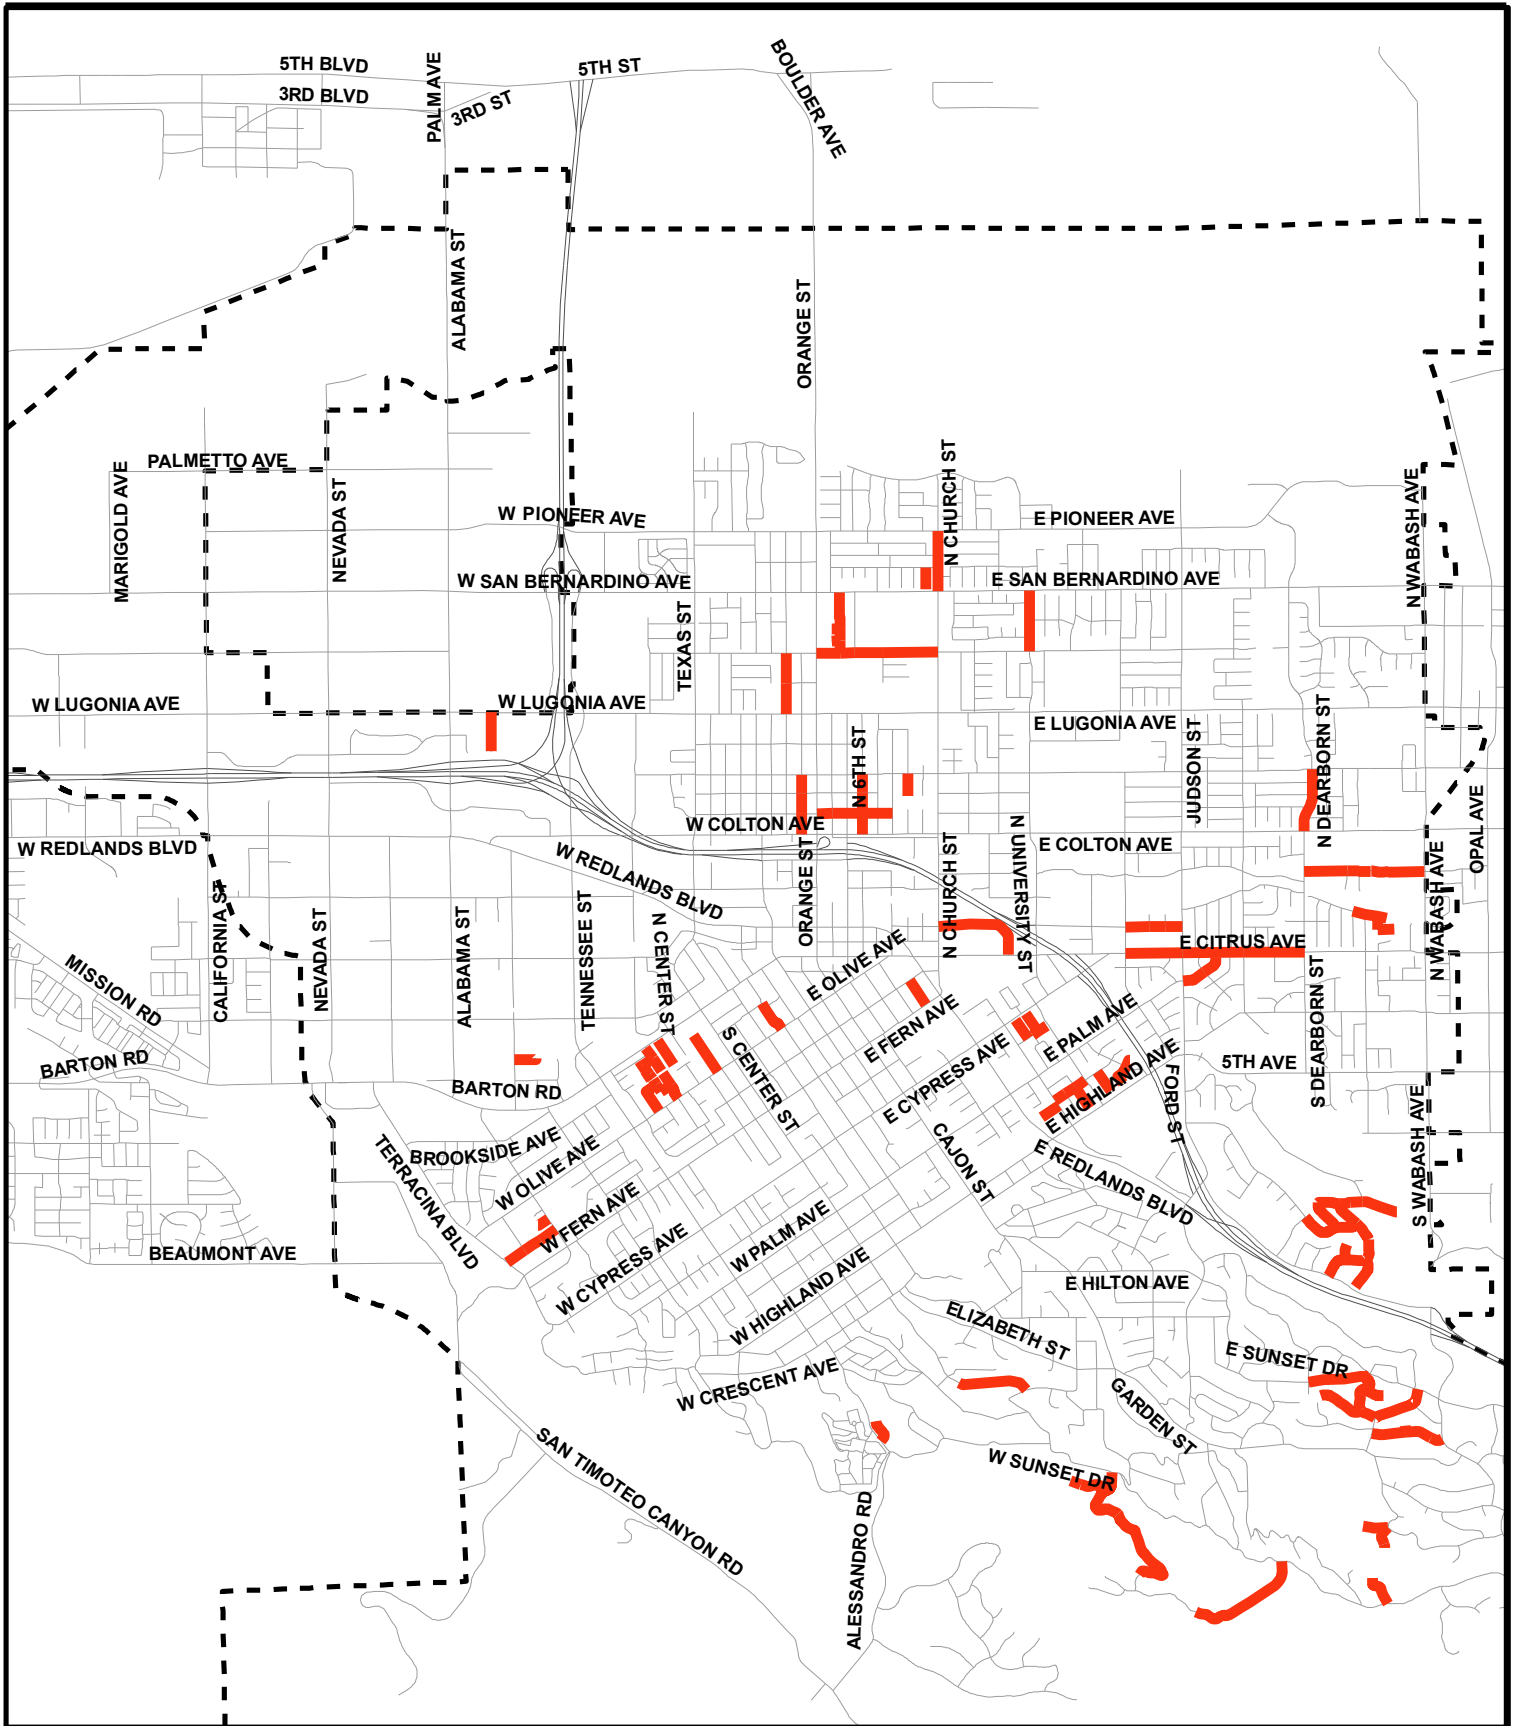 5TH BLVD
5TH ST
BOULDER AVE
3RD BLVD
PALM AVE
3RD ST
ALABAMA ST
ORANGE ST
PALMETTO AVE
MARIGOLD AVE
NEVADA ST
W PIONEER AVE
N CHURCH ST
E PIONEER AVE
N WABASH AVE
W SAN BERNARDINO AVE
E SAN BERNARDINO AVE
TEXAS ST
W LUGONIA AVE
W LUGONIA AVE
E LUGONIA AVE
JUDSON ST
N DEARBORN ST
N 6TH ST
OPAL AVE
W COLTON AVE
E COLTON AVE
W REDLANDS BLVD
W REDLANDS BLVD
N UNIVERSITY ST
ORANGE ST
N CHURCH ST
N WABASH AVE
CALIFORNIA ST
NEVADA ST
ALABAMA ST
TENNESSEE ST
N CENTER ST
E CITRUS AVE
MISSION RD
E OLIVE AVE
S DEARBORN ST
E FERN AVE
E PALM AVE
BARTON RD
BARTON RD
S CENTER ST
E CYPRESS AVE
E HIGHLAND AVE
5TH AVE
FORD ST
S WABASH AVE
BROOKSIDE AVE
W OLIVE AVE
CAJON ST
E REDLANDS BLVD
TERRACINA BLVD
W FERN AVE
W PALM AVE
BEAUMONT AVE
W CYPRESS AVE
W HIGHLAND AVE
E HILTON AVE
ELIZABETH ST
E SUNSET DR
W CRESCENT AVE
GARDEN ST
SAN TIMOTEO CANYON RD
W SUNSET DR
ALESSANDRO RD